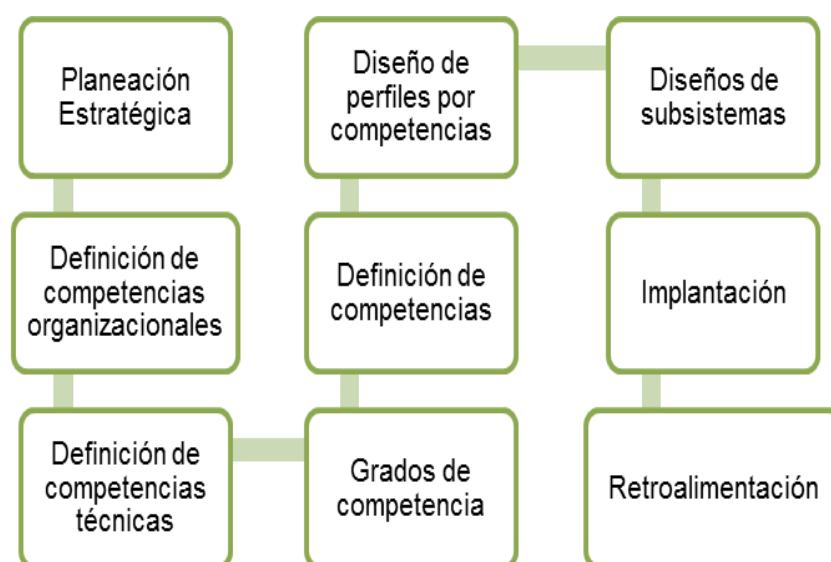 Planeación
Estratégica
Definición de
competencias
organizacionales
Definición de
competencias
técnicas
Grados de
competencia
Definición de
competencias
Diseño de
perfiles por
competencias
Diseños de
subsistemas
Implantación
Retroalimentación